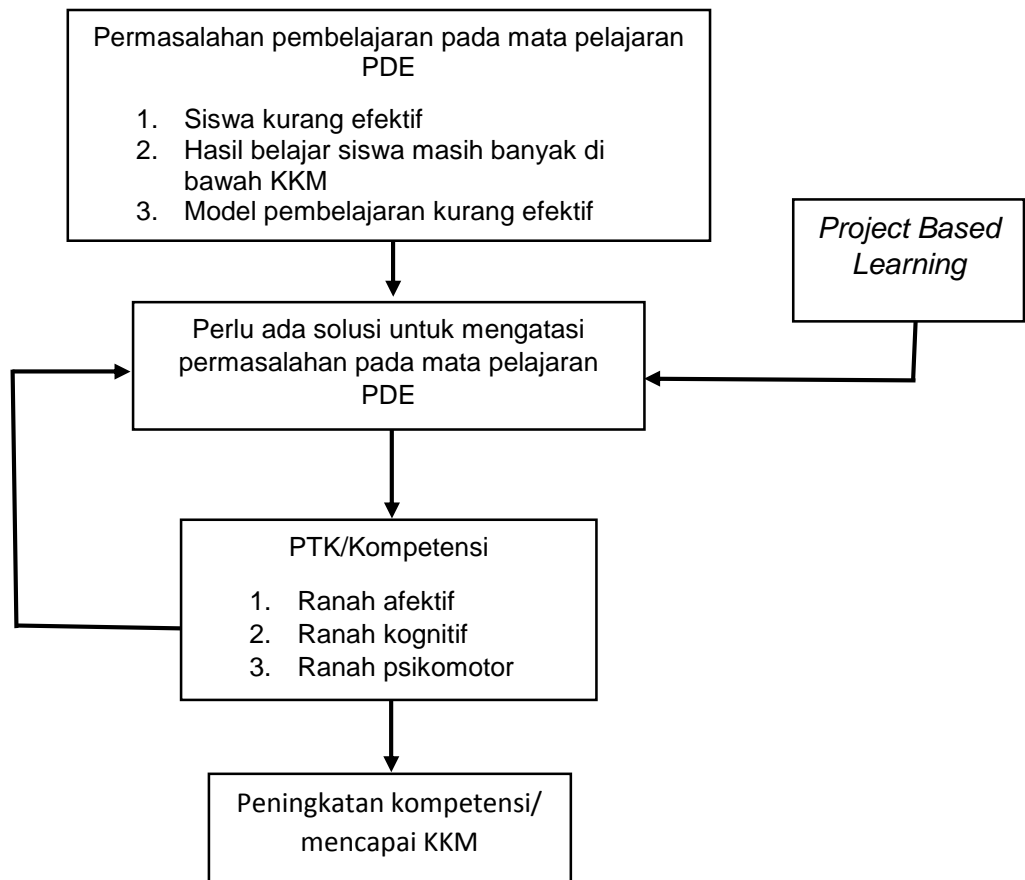 Permasalahan pembelajaran pada mata pelajaran
PDE
1. Siswa kurang efektif
2. Hasil belajar siswa masih banyak di
bawah KKM
3. Model pembelajaran kurang efektif
Project Based
Learning
Perlu ada solusi untuk mengatasi
permasalahan pada mata pelajaran
PDE
PTK/Kompetensi
1. Ranah afektif
2. Ranah kognitif
3. Ranah psikomotor
Peningkatan kompetensi/
mencapai KKM